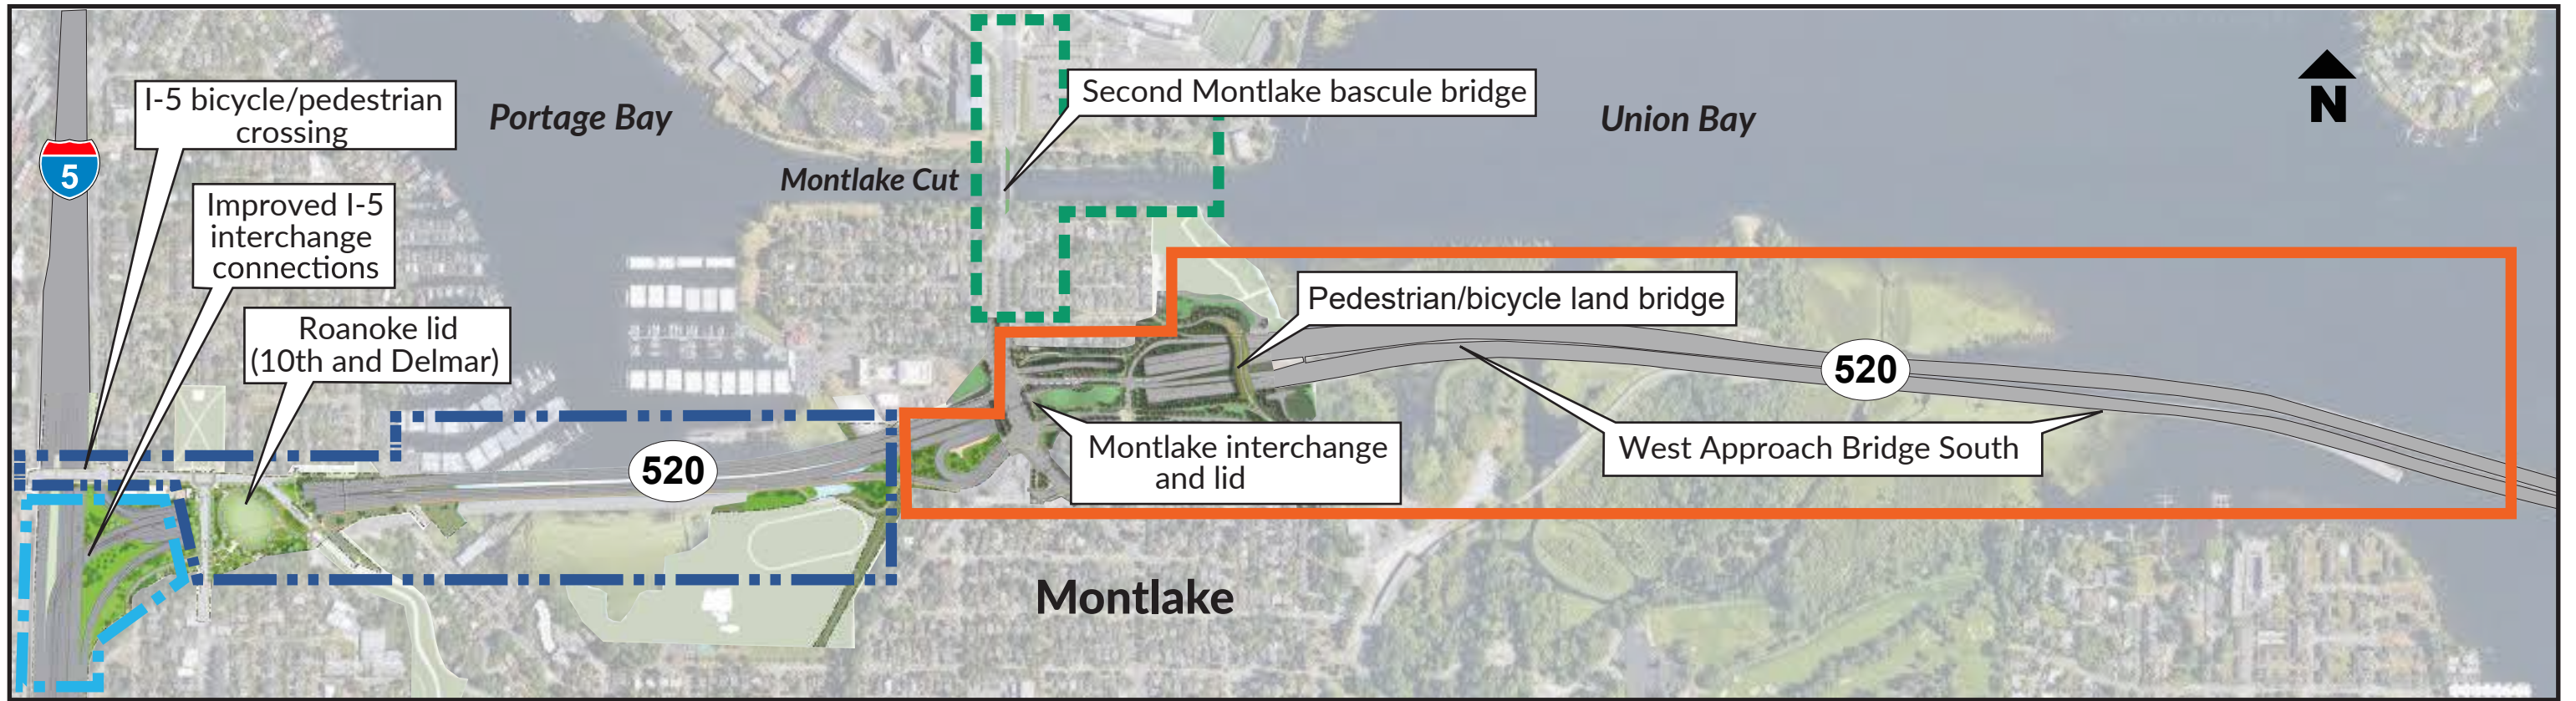 I-5 bicycle/pedestrian
crossing
Portage Bay
Second Montlake bascule bridge
Union Bay
N
5
Montlake Cut
Improved I-5
interchange
connections
Pedestrian/bicycle land bridge
Roanoke lid
(10th and Delmar)
520
Montlake interchange
and lid
West Approach Bridge South
520
Montlake